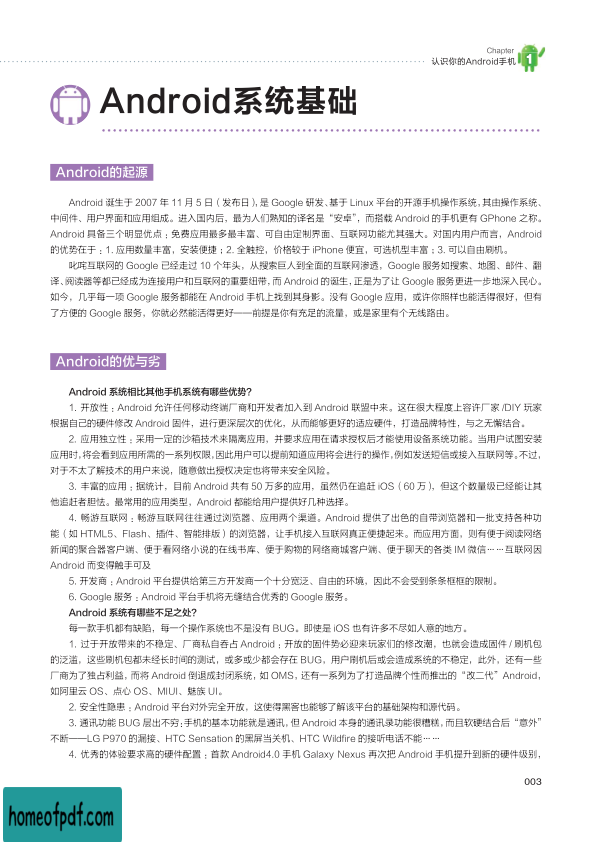 Chapter
认识你的Android手机
1
Android系统基础
Android的起源
Android 诞生于 2007 年 11 月 5 日（发布日），是 Google 研发、基于 Linux 平台的开源手机操作系统，其由操作系统、
中间件、用户界面和应用组成。进入国内后，最为人们熟知的译名是“安卓”，而搭载 Android 的手机更有 GPhone 之称。
Android 具备三个明显优点：免费应用最多最丰富、可自由定制界面、互联网功能尤其强大。对国内用户而言，Android
的优势在于：1. 应用数量丰富，安装便捷；2. 全触控，价格较于 iPhone 便宜，可选机型丰富；3. 可以自由刷机。
叱咤互联网的 Google 已经走过 10 个年头，从搜索巨人到全面的互联网渗透，Google 服务如搜索、地图、邮件、翻
译、阅读器等都已经成为连接用户和互联网的重要纽带，而 Android 的诞生，正是为了让 Google 服务更进一步地深入民心。
如今，几乎每一项 Google 服务都能在 Android 手机上找到其身影。没有 Google 应用，或许你照样也能活得很好，但有
了方便的 Google 服务，你就必然能活得更好——前提是你有充足的流量，或是家里有个无线路由。
Android的优与劣
Android 系统相比其他手机系统有哪些优势？
1. 开放性：Android 允许任何移动终端厂商和开发者加入到 Android 联盟中来。这在很大程度上容许厂家 /DIY 玩家
根据自己的硬件修改 Android 固件，进行更深层次的优化，从而能够更好的适应硬件，打造品牌特性，与之无懈结合。
2. 应用独立性：采用一定的沙箱技术来隔离应用，并要求应用在请求授权后才能使用设备系统功能。当用户试图安装
应用时，将会看到应用所需的一系列权限，因此用户可以提前知道应用将会进行的操作，例如发送短信或接入互联网等。不过，
对于不太了解技术的用户来说，随意做出授权决定也将带来安全风险。
3. 丰富的应用：据统计，目前 Android 共有 50 万多的应用，虽然仍在追赶 iOS（60 万），但这个数量级已经能让其
他追赶者胆怯。最常用的应用类型，Android 都能给用户提供好几种选择。
4. 畅游互联网：畅游互联网往往通过浏览器、应用两个渠道。Android 提供了出色的自带浏览器和一批支持各种功
能（如 HTML5、Flash、插件、智能排版）的浏览器，让手机接入互联网真正便捷起来。而应用方面，则有便于阅读网络
新闻的聚合器客户端、便于看网络小说的在线书库、便于购物的网络商城客户端、便于聊天的各类 IM 微信……互联网因
Android 而变得触手可及
5. 开发商：Android 平台提供给第三方开发商一个十分宽泛、自由的环境，因此不会受到条条框框的限制。
6. Google 服务：Android 平台手机将无缝结合优秀的 Google 服务。
Android 系统有哪些不足之处？
每一款手机都有缺陷，每一个操作系统也不是没有 BUG。即使是 iOS 也有许多不尽如人意的地方。
1. 过于开放带来的不稳定、厂商私自吞占 Android：开放的固件势必迎来玩家们的修改潮，也就会造成固件 / 刷机包
的泛滥，这些刷机包都未经长时间的测试，或多或少都会存在 BUG，用户刷机后或会造成系统的不稳定，此外，还有一些
厂商为了独占利益，而将 Android 倒退成封闭系统，如 OMS，还有一系列为了打造品牌个性而推出的“改二代”Android，
如阿里云 OS、点心 OS、MIUI、魅族 UI。
2. 安全性隐患：Android 平台对外完全开放，这使得黑客也能够了解该平台的基础架构和源代码。
3. 通讯功能 BUG 层出不穷：手机的基本功能就是通讯，但 Android 本身的通讯录功能很糟糕，而且软硬结合后“意外”
不断——LG P970 的漏接、HTC Sensation 的黑屏当关机、HTC Wildfire 的接听电话不能……
4. 优秀的体验要求高的硬件配置：首款 Android4.0 手机 Galaxy Nexus 再次把 Android 手机提升到新的硬件级别，
003
homeofpdf.com